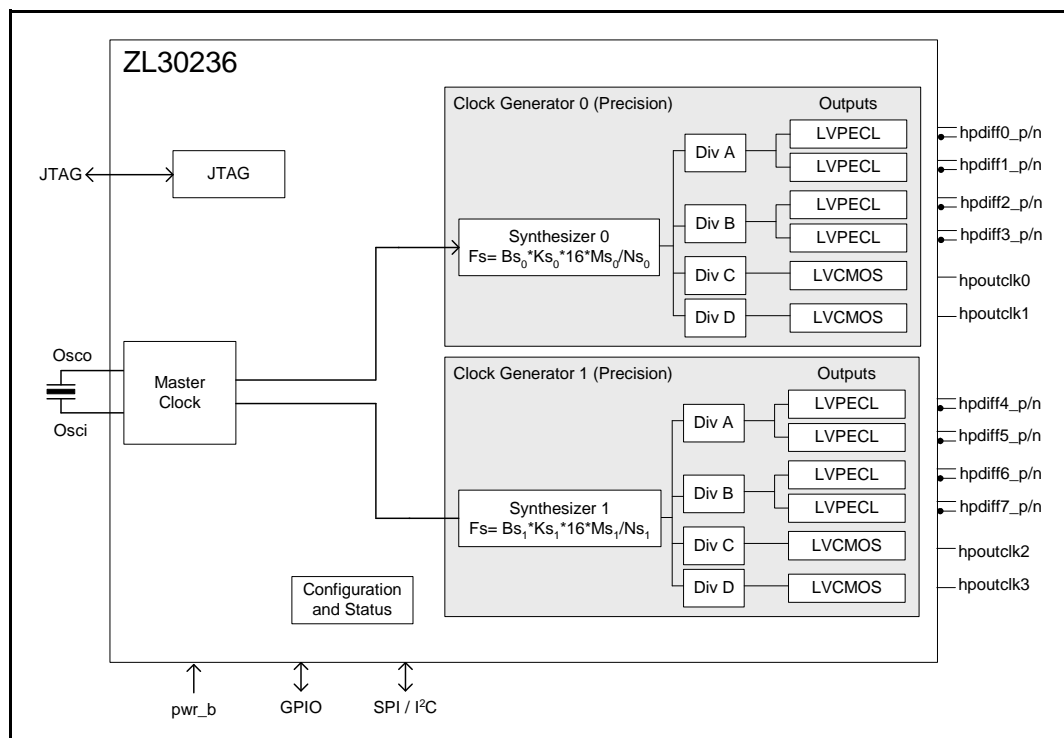 ZL30236
Clock Generator 0 (Precision)
Outputs
LVPECL
hpdiff0_p/n
Div A
LVPECL
hpdiff1_p/n
JTAG
JTAG
LVPECL
hpdiff2_p/n
Div B
LVPECL
hpdiff3_p/n
Synthesizer 0
Fs= Bs₀*Ks₀*16*Ms₀/Ns₀
Div C
LVCMOS
hpoutclk0
Div D
LVCMOS
hpoutclk1
Osco
Master
Clock
Osci
Clock Generator 1 (Precision)
Outputs
LVPECL
hpdiff4_p/n
Div A
LVPECL
hpdiff5_p/n
LVPECL
hpdiff6_p/n
Div B
LVPECL
hpdiff7_p/n
Synthesizer 1
Fs= Bs₁*Ks₁*16*Ms₁/Ns₁
Div C
LVCMOS
hpoutclk2
Div D
LVCMOS
hpoutclk3
Configuration
and Status
pwr_b
GPIO
SPI / I²C